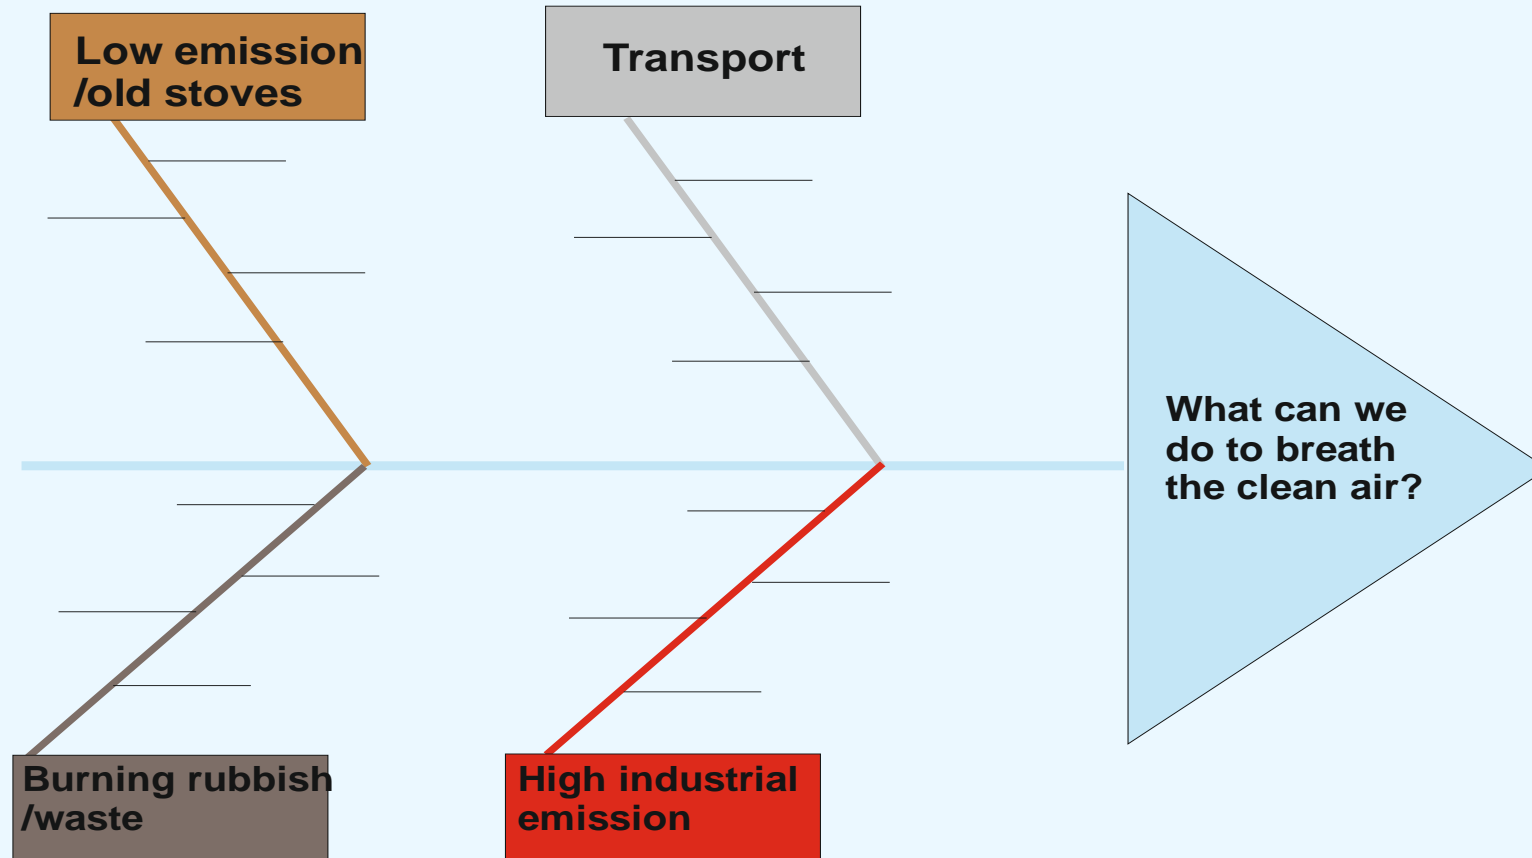 Low emission
/old stoves
Transport
What can we
do to breath
the clean air?
Burning rubbish
/waste
High industrial
emission